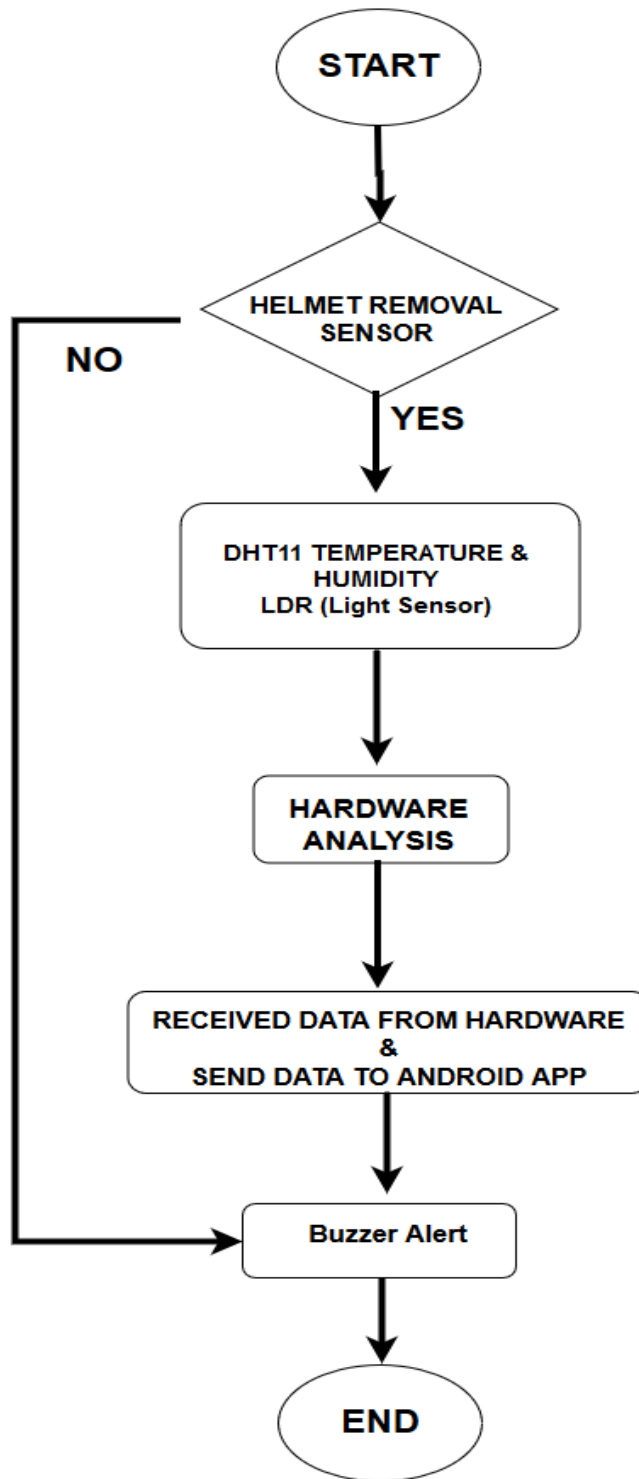 START
HELMET REMOVAL
SENSOR
NO
YES
DHT11 TEMPERATURE &
HUMIDITY
LDR (Light Sensor)
HARDWARE
ANALYSIS
RECEIVED DATA FROM HARDWARE
&
SEND DATA TO ANDROID APP
Buzzer Alert
END